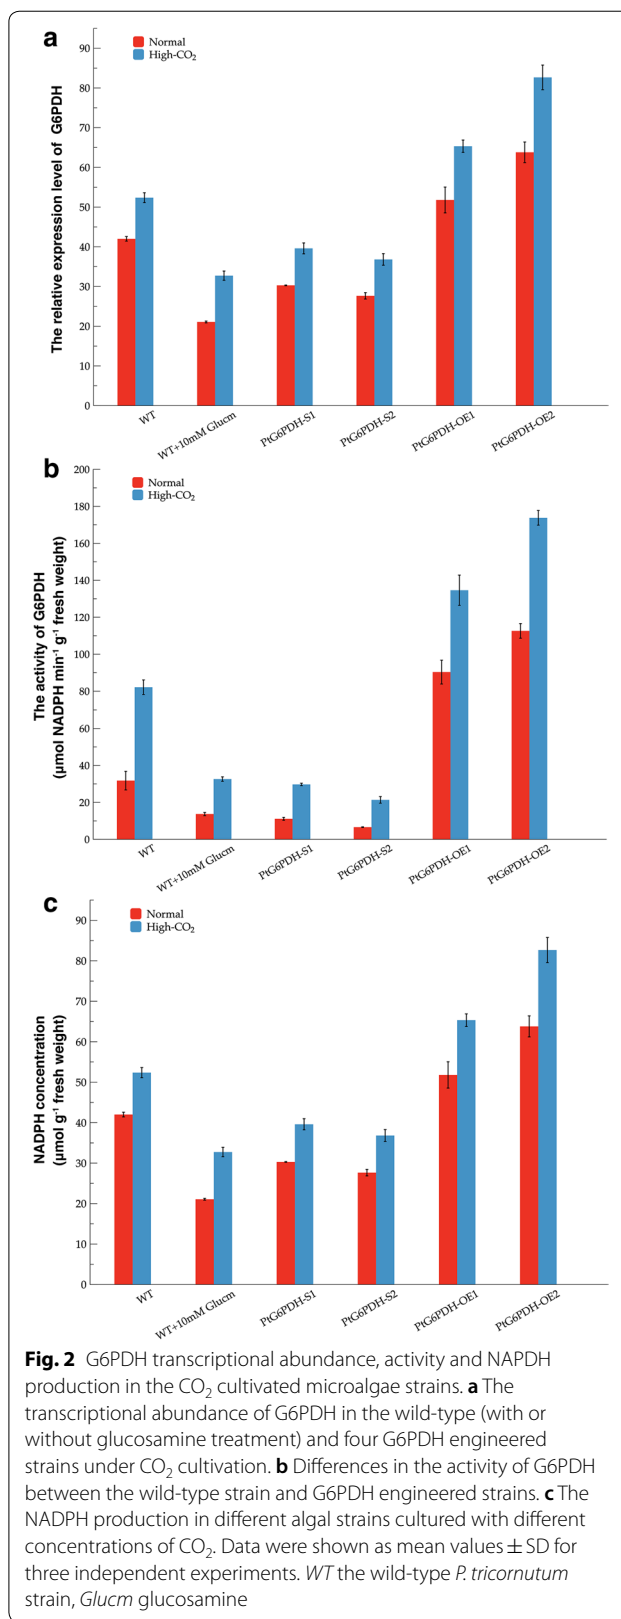 a
Normal
High-CO₂
The relative expression level of G6PDH
90
80
70
60
50
40
30
20
10
0
WT
WT+10mM Glucm
PtG6PDH-S1
PtG6PDH-S2
PtG6PDH-OE1
PtG6PDH-OE2
b
Normal
High-CO₂
The activity of G6PDH
(μmol NADPH min⁻¹ g⁻¹ fresh weight)
200
180
160
140
120
100
80
60
40
20
0
WT
WT+10mM Glucm
PtG6PDH-S1
PtG6PDH-S2
PtG6PDH-OE1
PtG6PDH-OE2
c
Normal
High-CO₂
NADPH concentration
(μmol g⁻¹ fresh weight)
90
80
70
60
50
40
30
20
10
0
WT
WT+10mM Glucm
PtG6PDH-S1
PtG6PDH-S2
PtG6PDH-OE1
PtG6PDH-OE2
Fig. 2 G6PDH transcriptional abundance, activity and NAPDH
production in the CO₂ cultivated microalgae strains. a The
transcriptional abundance of G6PDH in the wild-type (with or
without glucosamine treatment) and four G6PDH engineered
strains under CO₂ cultivation. b Differences in the activity of G6PDH
between the wild-type strain and G6PDH engineered strains. c The
NADPH production in different algal strains cultured with different
concentrations of CO₂. Data were shown as mean values ± SD for
three independent experiments. WT the wild-type P. tricornutum
strain, Glucm glucosamine